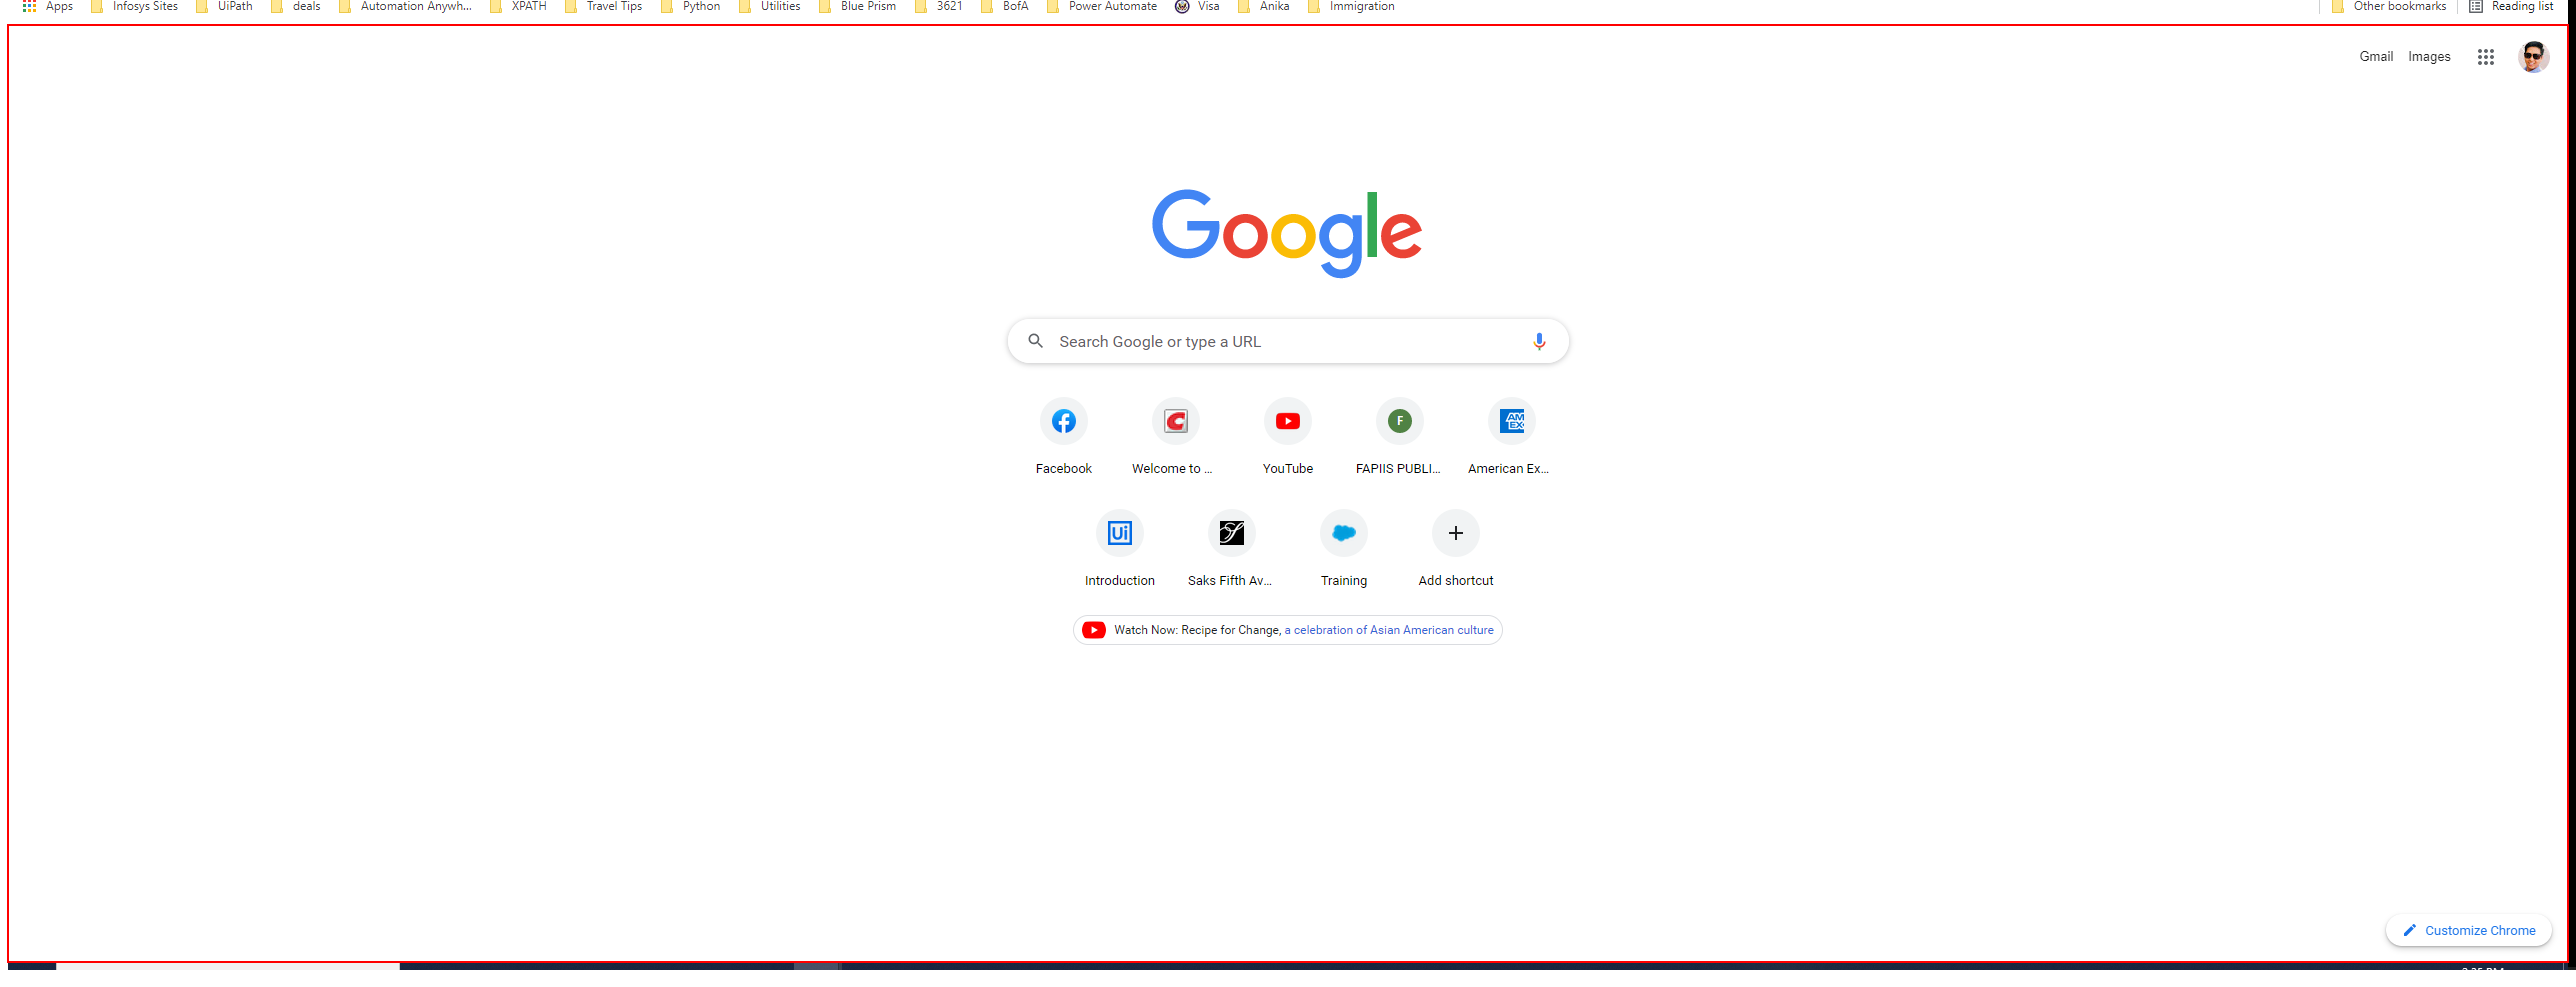 Apps Infosys Sites UiPath deals Automation Anywh... XPATH Travel Tips Python Utilities Blue Prism 3621 BofA Power Automate Visa Anika Immigration Other bookmarks Reading list
Gmail Images
Google
Search Google or type a URL
F AM EX
Facebook Welcome to ... YouTube FAPIIS PUBLI... American Ex...
Ui
Introduction Saks Fifth Av... Training Add shortcut
Watch Now: Recipe for Change, a celebration of Asian American culture
Customize Chrome